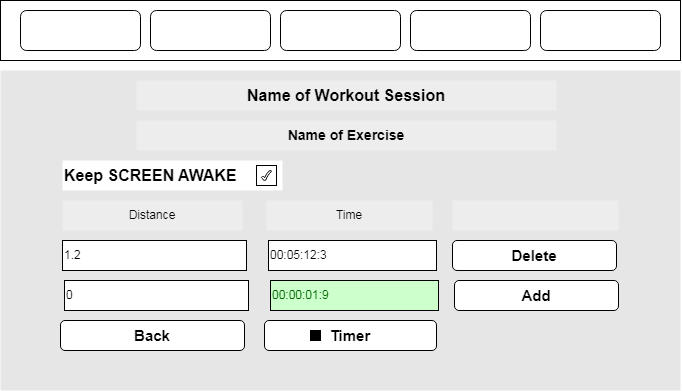 Name of Workout Session
Name of Exercise
Keep SCREEN AWAKE
Distance Time
1.2 00:05:12:3 Delete
0 00:00:01:9 Add
Back Timer